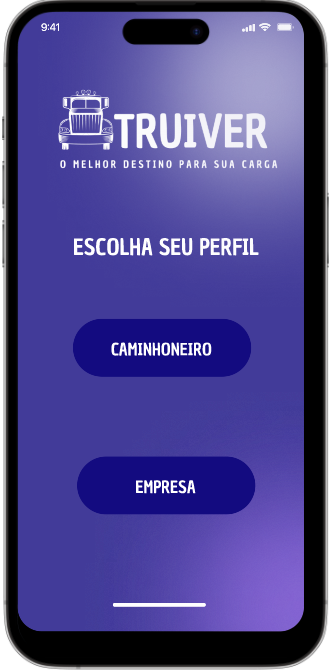 9:41
TRUIVER
O MELHOR DESTINO PARA SUA CARGA
ESCOLHA SEU PERFIL
CAMINHONEIRO
EMPRESA